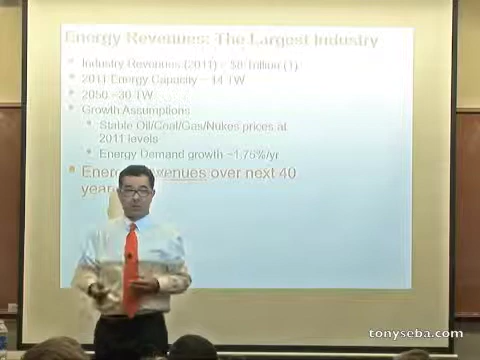 Energy Revenues: The Largest Industry
Industry Revenues (2011) ~ $8 Trillion (1)
2011 Energy Capacity ~ 14 TW
2050 ~30 TW
Growth Assumptions
Stable Oil/Coal/Gas/Nukes prices at
2011 levels
Energy Demand growth ~1.75%/yr
over next 40
tonyseba.com